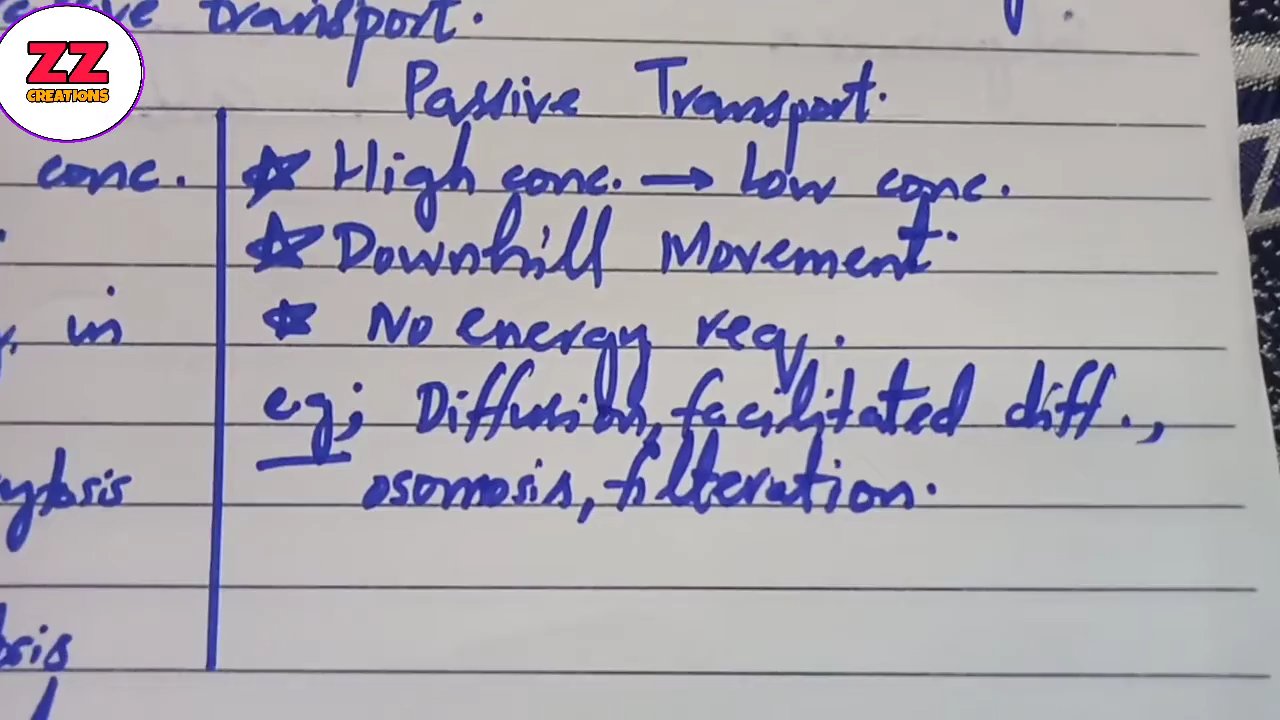 transport.
ZZ
CREATIONS
Passive Transport.
conc.
★ High conc. → Low conc.
★ Downhill Movement.
in
★ No energy req.
eg; Diffusion, facilitated diff.,
osomosis, filteration.